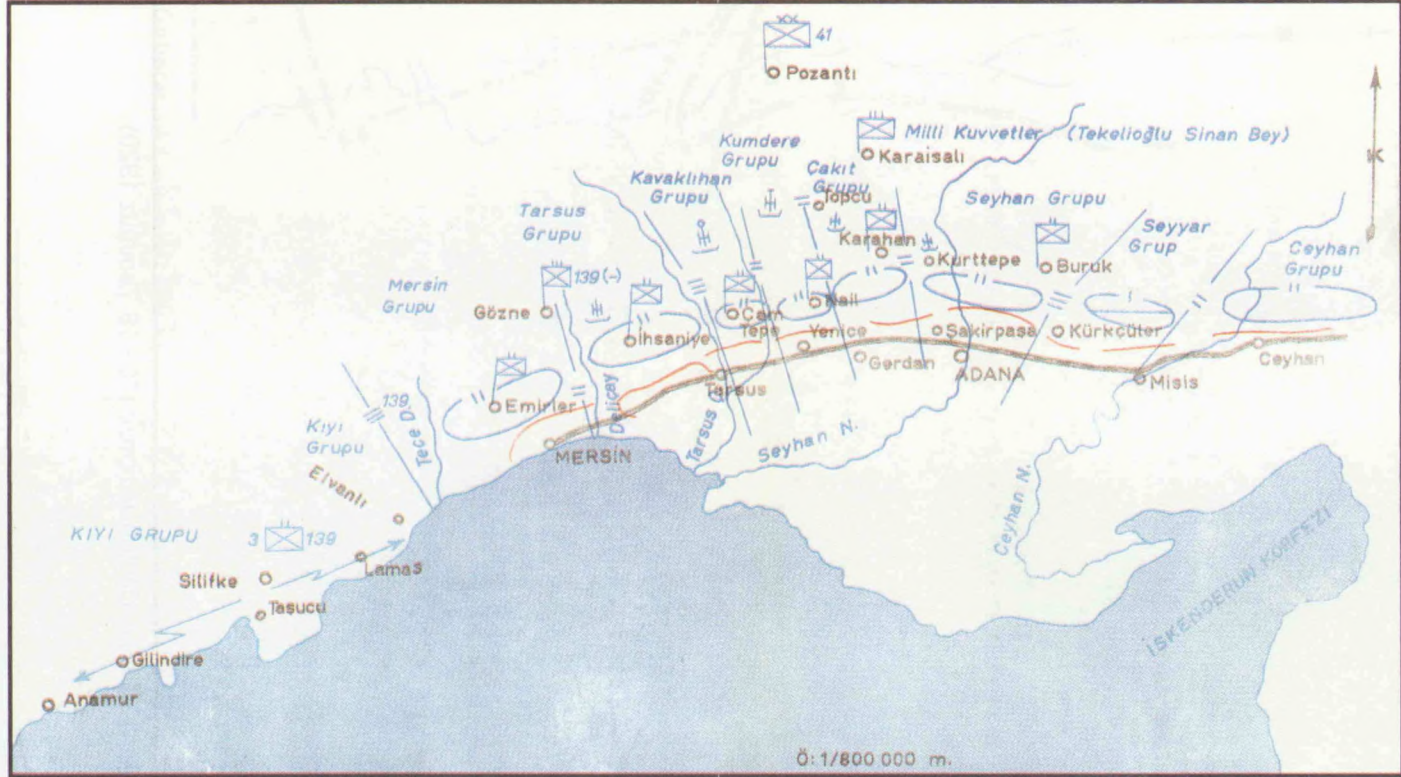 41
Pozantı
Milli Kuvvetler (Tekelioğlu Sinan Bey)
Karaisalı
K
Kumdere
Grupu
Kavaklıhan
Grupu
Çakıt
Grupu
Topcu
Seyhan Grupu
Seyyar
Grup
Ceyhan
Grupu
Tarsus
Grupu
Karahan
Kurttepe
Buruk
Mersin
Grupu
139 (-)
Gözne
İhsaniye
Çam
Tepe
Nail
Yenice
Şakirpaşa
Kürkçüler
Ceyhan
Gerdan
ADANA
Misis
Tarsus
Emirler
Deliçay
MERSİN
Tarsus Ç.
Seyhan N.
Ceyhan N.
139
Tece D.
Kıyı
Grupu
Elvanlı
KIYI GRUPU
3
139
Lamas
Silifke
Taşucu
Gilindire
Anamur
İSKENDERUN KÖRFEZİ
Ö: 1/800 000 m.